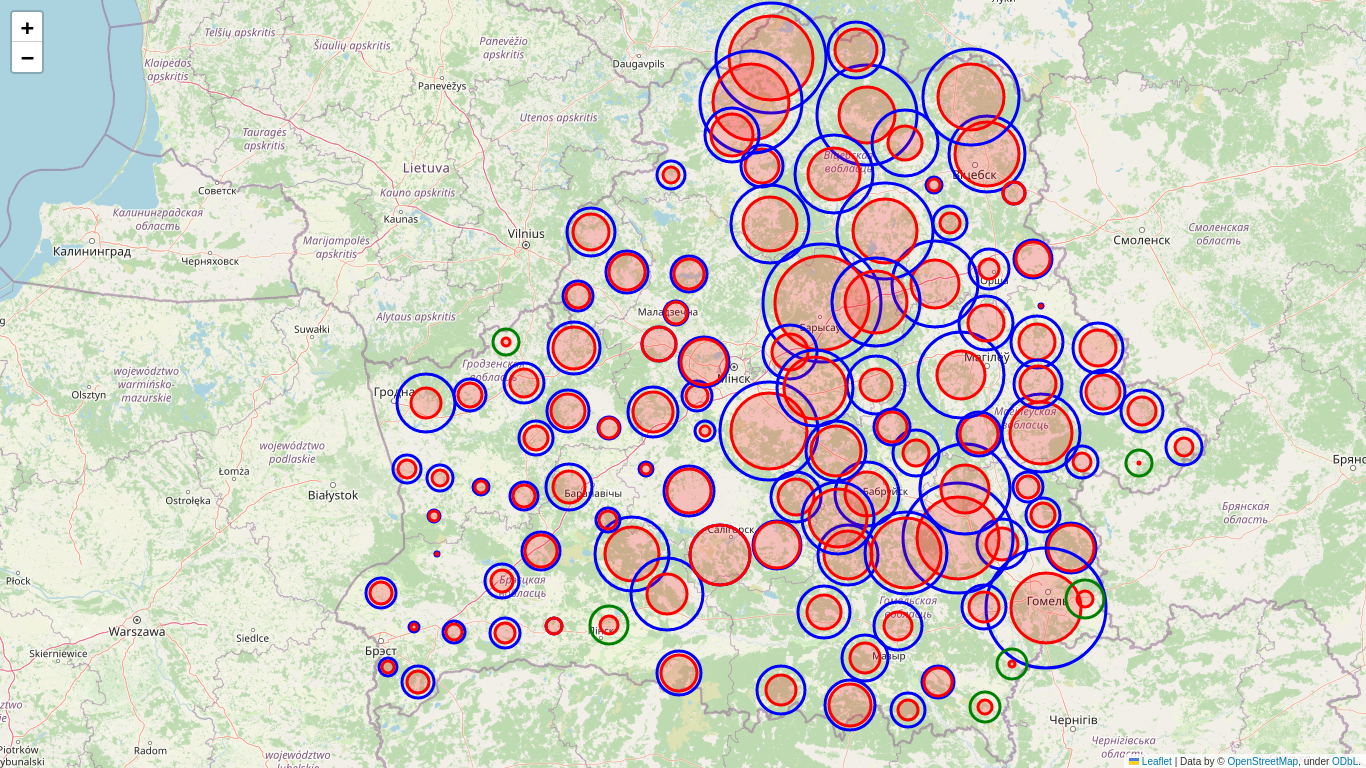 +
−
Telšių apskritis
Šiaulių apskritis
Panevėžio
apskritis
Klaipėdos
apskritis
Daugavpils
Panevėžys
Utenos apskritis
Tauragės
apskritis
Lietuva
Віцебская
вобласць
Віцебск
Советск
Kauno apskritis
Калининградская
область
Kaunas
Marijampolės
apskritis
Vilnius
Смоленск
Смоленская
область
Калининград
Черняховск
Орша
Alytaus apskritis
Маладзечна
Suwałki
Барысаў
Магілёў
Гродзенская
вобласць
Мінск
województwo
warmińsko-
mazurskie
Olsztyn
Гродна
Магілёўская
вобласць
województwo
podlaskie
Łomża
Ostrołęka
Białystok
Баранавічы
Бабруйск
Салігорск
Брянская
область
Płock
Брэсцкая
вобласць
Гомельская
вобласць
Гомель
Warszawa
Siedlce
Пінск
Skierniewice
Брэст
Мазыр
Чернігів
Чернігівська
Radom
województwo
Piotrków
Leaflet | Data by © OpenStreetMap, under ODbL.